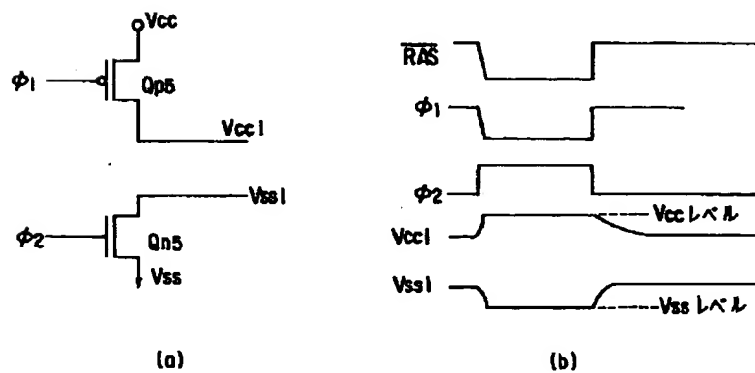 Vcc
φ1
Qp5
Vcc1
Vss1
φ2
Qn5
Vss
(a)
RAS
φ1
φ2
Vccレベル
Vcc1
Vss1
Vssレベル
(b)